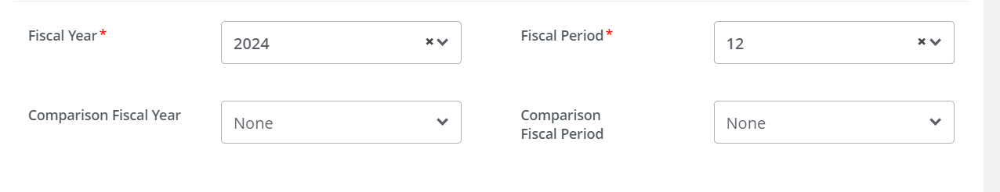 Fiscal Year*
2024
Fiscal Period*
12
Comparison Fiscal Year
None
Comparison
Fiscal Period
None